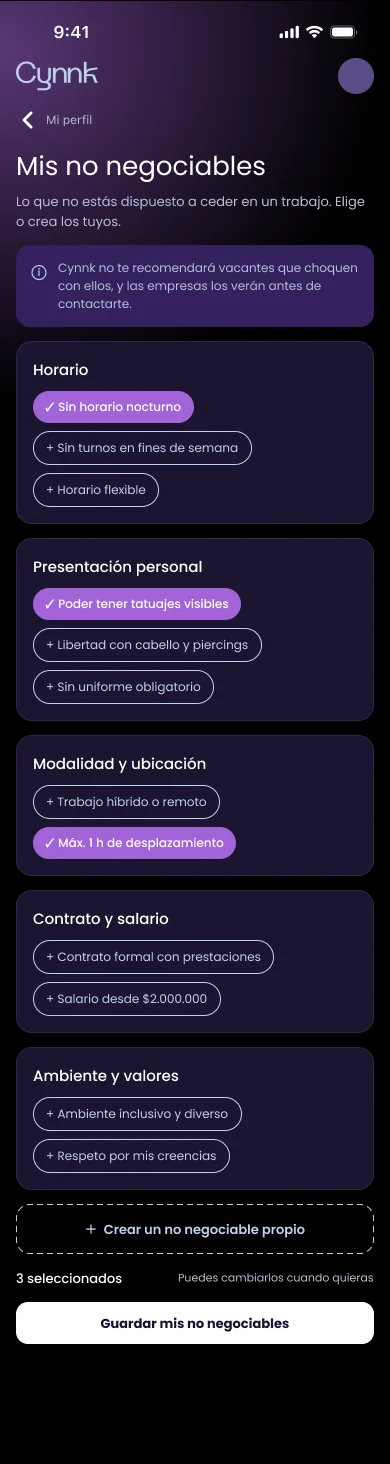 9:41
Cynnk
Mi perfil
Mis no negociables
Lo que no estás dispuesto a ceder en un trabajo. Elige
o crea los tuyos.
Cynnk no te recomendará vacantes que choquen
con ellos, y las empresas los verán antes de
contactarte.
Horario
✓ Sin horario nocturno
+ Sin turnos en fines de semana
+ Horario flexible
Presentación personal
✓ Poder tener tatuajes visibles
+ Libertad con cabello y piercings
+ Sin uniforme obligatorio
Modalidad y ubicación
+ Trabajo híbrido o remoto
✓ Máx. 1 h de desplazamiento
Contrato y salario
+ Contrato formal con prestaciones
+ Salario desde $2.000.000
Ambiente y valores
+ Ambiente inclusivo y diverso
+ Respeto por mis creencias
+ Crear un no negociable propio
3 seleccionados Puedes cambiarlos cuando quieras
Guardar mis no negociables